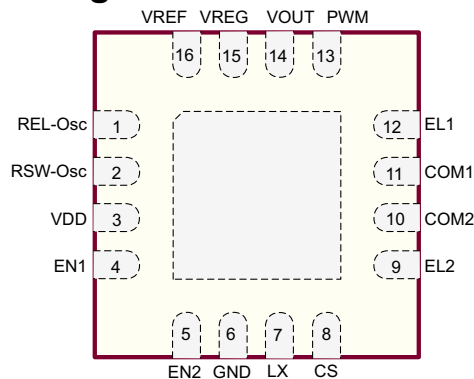 VREF VREG VOUT PWM
16 15 14 13
REL-Osc 1 12 EL1
RSW-Osc 2 11 COM1
VDD 3 10 COM2
EN1 4 9 EL2
5 6 7 8
EN2 GND LX CS